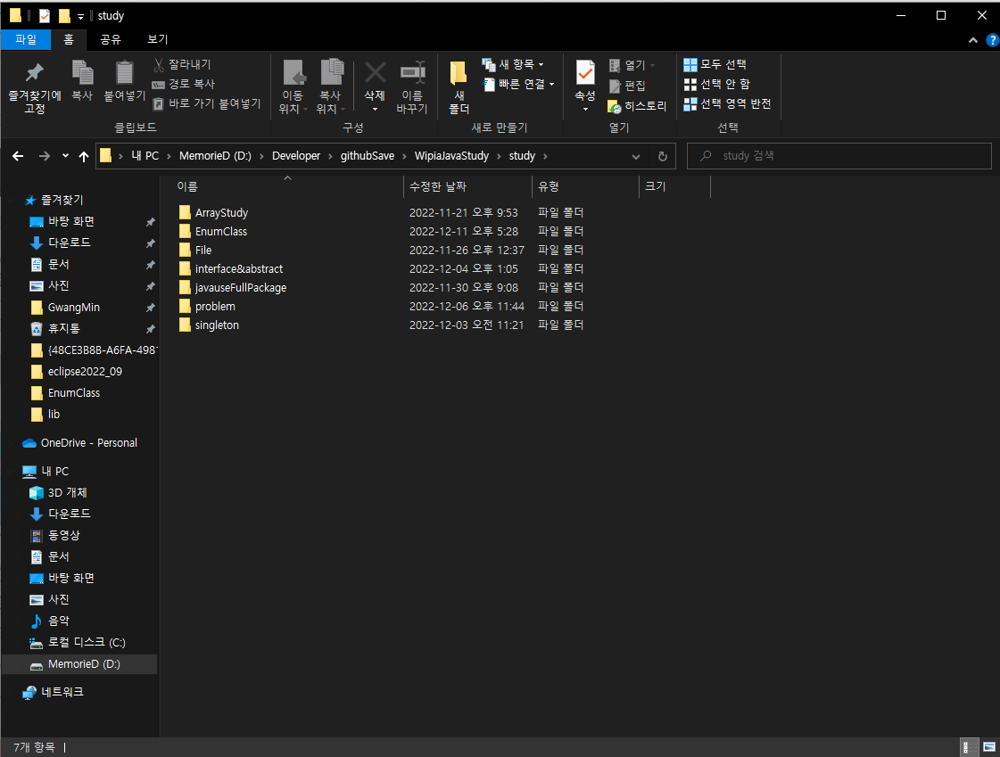 study
파일 홈 공유 보기
즐겨찾기에 고정
복사
붙여넣기
잘라내기
경로 복사
바로 가기 붙여넣기
클립보드
이동 위치
복사 위치
삭제
이름 바꾸기
구성
새 폴더
새 항목
빠른 연결
새로 만들기
속성
열기
편집
히스토리
열기
모두 선택
선택 안 함
선택 영역 반전
선택
내 PC > MemorieD (D:) > Developer > githubSave > WipiaJavaStudy > study >
study 검색
이름 수정한 날짜 유형 크기
ArrayStudy 2022-11-21 오후 9:53 파일 폴더
EnumClass 2022-12-11 오후 5:28 파일 폴더
File 2022-11-26 오후 12:37 파일 폴더
interface&abstract 2022-12-04 오후 1:05 파일 폴더
javauseFullPackage 2022-11-30 오후 9:08 파일 폴더
problem 2022-12-06 오후 11:44 파일 폴더
singleton 2022-12-03 오전 11:21 파일 폴더
즐겨찾기
바탕 화면
다운로드
문서
사진
GwangMin
휴지통
{48CE3B8B-A6FA-498
eclipse2022_09
EnumClass
lib
OneDrive - Personal
내 PC
3D 개체
다운로드
동영상
문서
바탕 화면
사진
음악
로컬 디스크 (C:)
MemorieD (D:)
네트워크
7개 항목